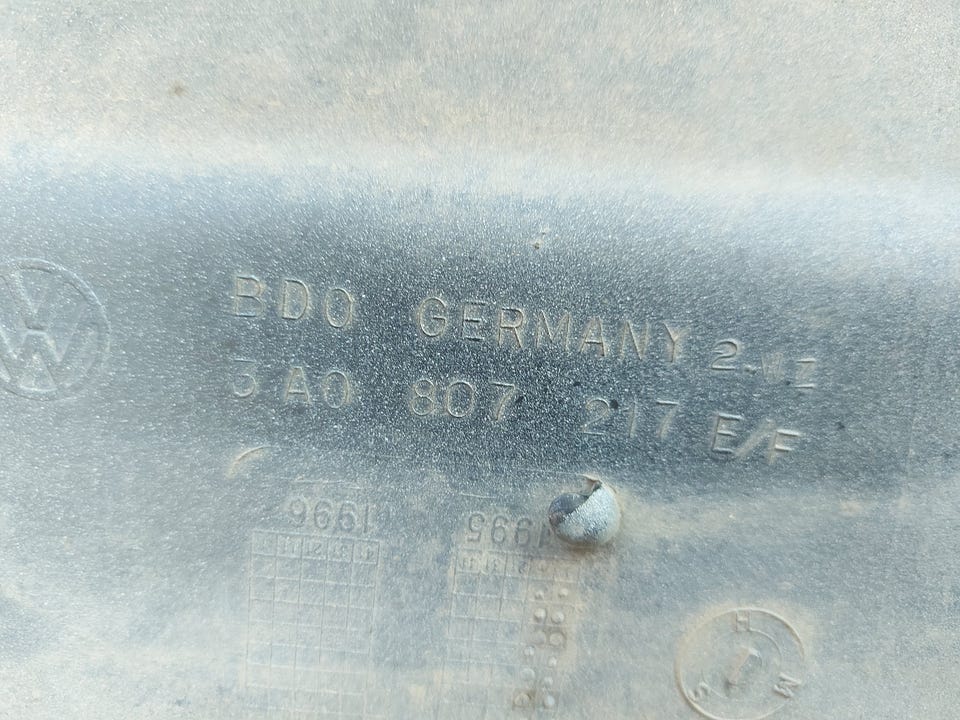 BDO GERMANY 2.WZ
3A0 807 217 E/F
1996 1995
H
S M